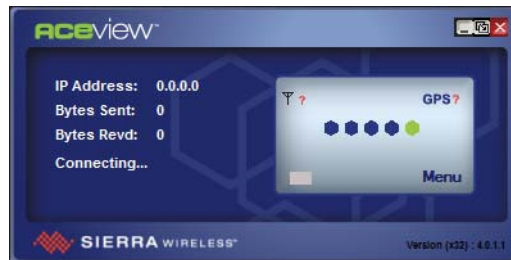 aceview™
IP Address: 0.0.0.0
Bytes Sent: 0
Bytes Revd: 0
Connecting...
?
GPS?
Menu
SIERRA WIRELESS®
Version (x32) : 4.0.1.1